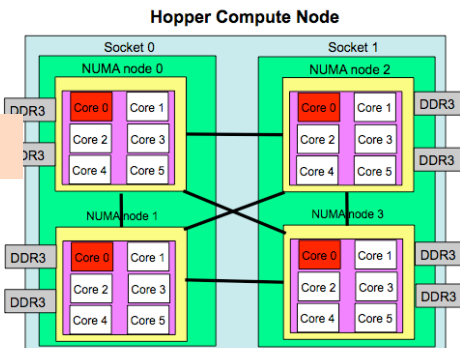 Hopper Compute Node
Socket 0
Socket 1
NUMA node 0
NUMA node 2
DDR3
Core 0
Core 1
Core 2
Core 3
Core 4
Core 5
Core 0
Core 1
Core 2
Core 3
Core 4
Core 5
DDR3
DDR3
NUMA node 1
NUMA node 3
DDR3
DDR3
Core 0
Core 1
Core 2
Core 3
Core 4
Core 5
Core 0
Core 1
Core 2
Core 3
Core 4
Core 5
DDR3
DDR3